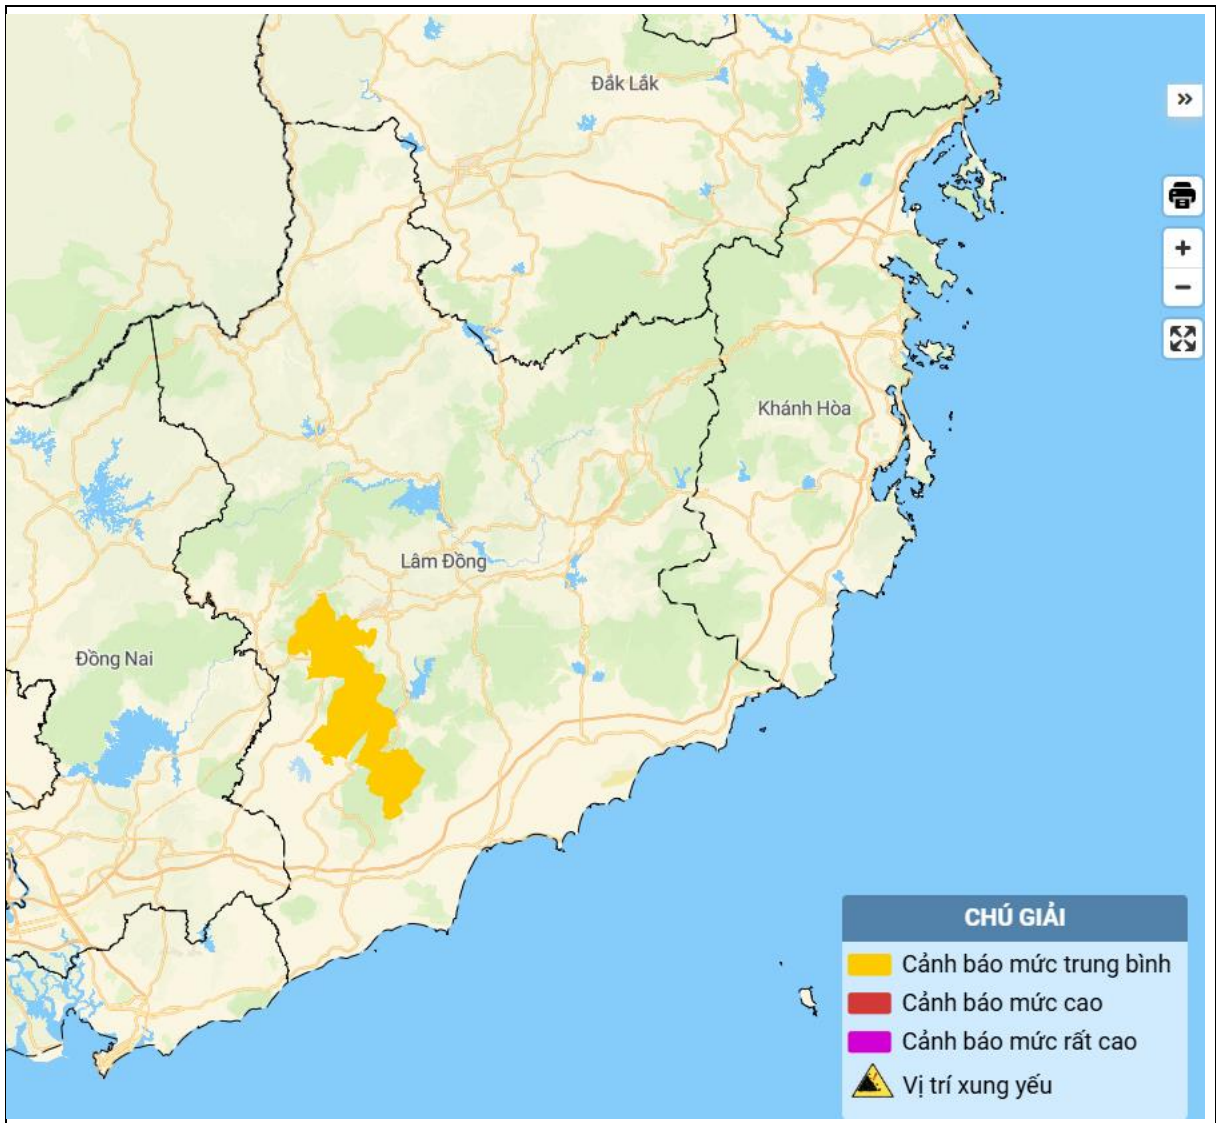 Đắk Lắk
»
+
−
Khánh Hòa
Lâm Đồng
Đồng Nai
CHÚ GIẢI
Cảnh báo mức trung bình
Cảnh báo mức cao
Cảnh báo mức rất cao
Vị trí xung yếu